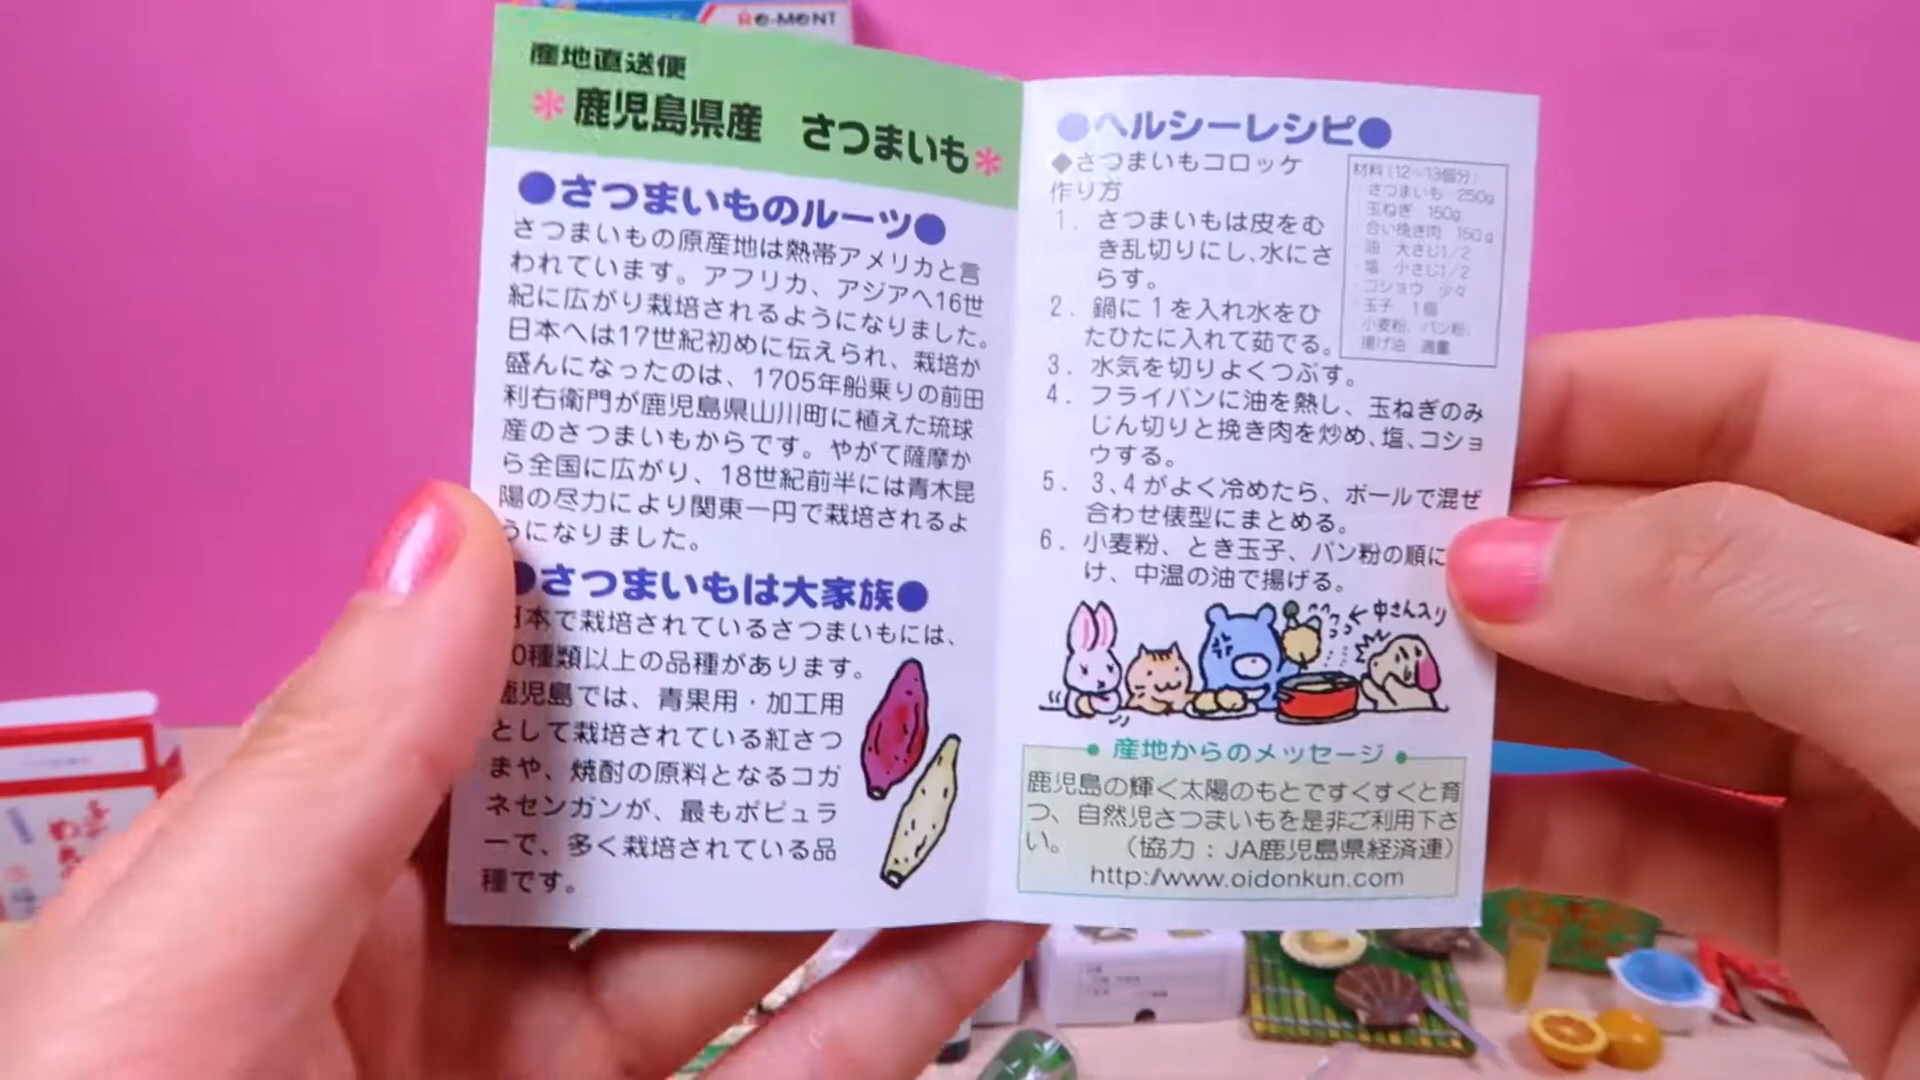 RE-MENT
産地直送便
*鹿児島県産 さつまいも*
●さつまいものルーツ●
さつまいもの原産地は熱帯アメリカと言
われています。アフリカ、アジアへ16世
紀に広がり栽培されるようになりました。
日本へは17世紀初めに伝えられ、栽培が
盛んになったのは、1705年船乗りの前田
利右衛門が鹿児島県山川町に植えた琉球
産のさつまいもからです。やがて薩摩か
ら全国に広がり、18世紀前半には青木昆
陽の尽力により関東一円で栽培されるよ
うになりました。
●さつまいもは大家族●
日本で栽培されているさつまいもには、
0種類以上の品種があります。
鹿児島では、青果用・加工用
として栽培されている紅さつ
まや、焼酎の原料となるコガ
ネセンガンが、最もポピュラ
ーで、多く栽培されている品
種です。
●ヘルシーレシピ●
◆さつまいもコロッケ
作り方
1. さつまいもは皮をむ
き乱切りにし、水にさ
らす。
2. 鍋に1を入れ水をひ
たひたに入れて茹でる。
3. 水気を切りよくつぶす。
4. フライパンに油を熱し、玉ねぎのみ
じん切りと挽き肉を炒め、塩、コショ
ウする。
5. 3、4がよく冷めたら、ボールで混ぜ
合わせ俵型にまとめる。
6. 小麦粉、とき玉子、パン粉の順に
け、中温の油で揚げる。
材料(12〜13個分)
・さつまいも 250g
・玉ねぎ 150g
・合い挽き肉 150g
・油 大さじ1/2
・塩 小さじ1/2
・コショウ 少々
・玉子 1個
・小麦粉、パン粉、
揚げ油 適量
←中さん入り
●産地からのメッセージ●
鹿児島の輝く太陽のもとですくすくと育
つ、自然児さつまいもを是非ご利用下さ
い。 (協力:JA鹿児島県経済連)
http://www.oidonkun.com